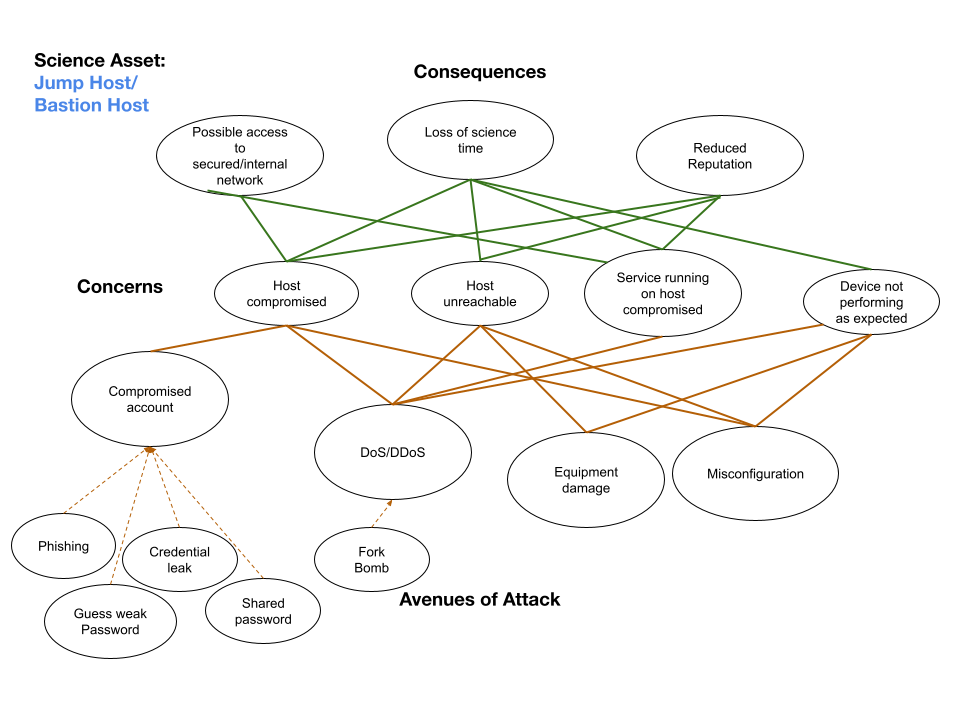 Science Asset:
Jump Host/
Bastion Host
Consequences
Possible access
to
secured/internal
network
Loss of science
time
Reduced
Reputation
Concerns
Host
compromised
Host
unreachable
Service running
on host
compromised
Device not
performing
as expected
Compromised
account
DoS/DDoS
Equipment
damage
Misconfiguration
Phishing
Credential
leak
Fork
Bomb
Guess weak
Password
Shared
password
Avenues of Attack